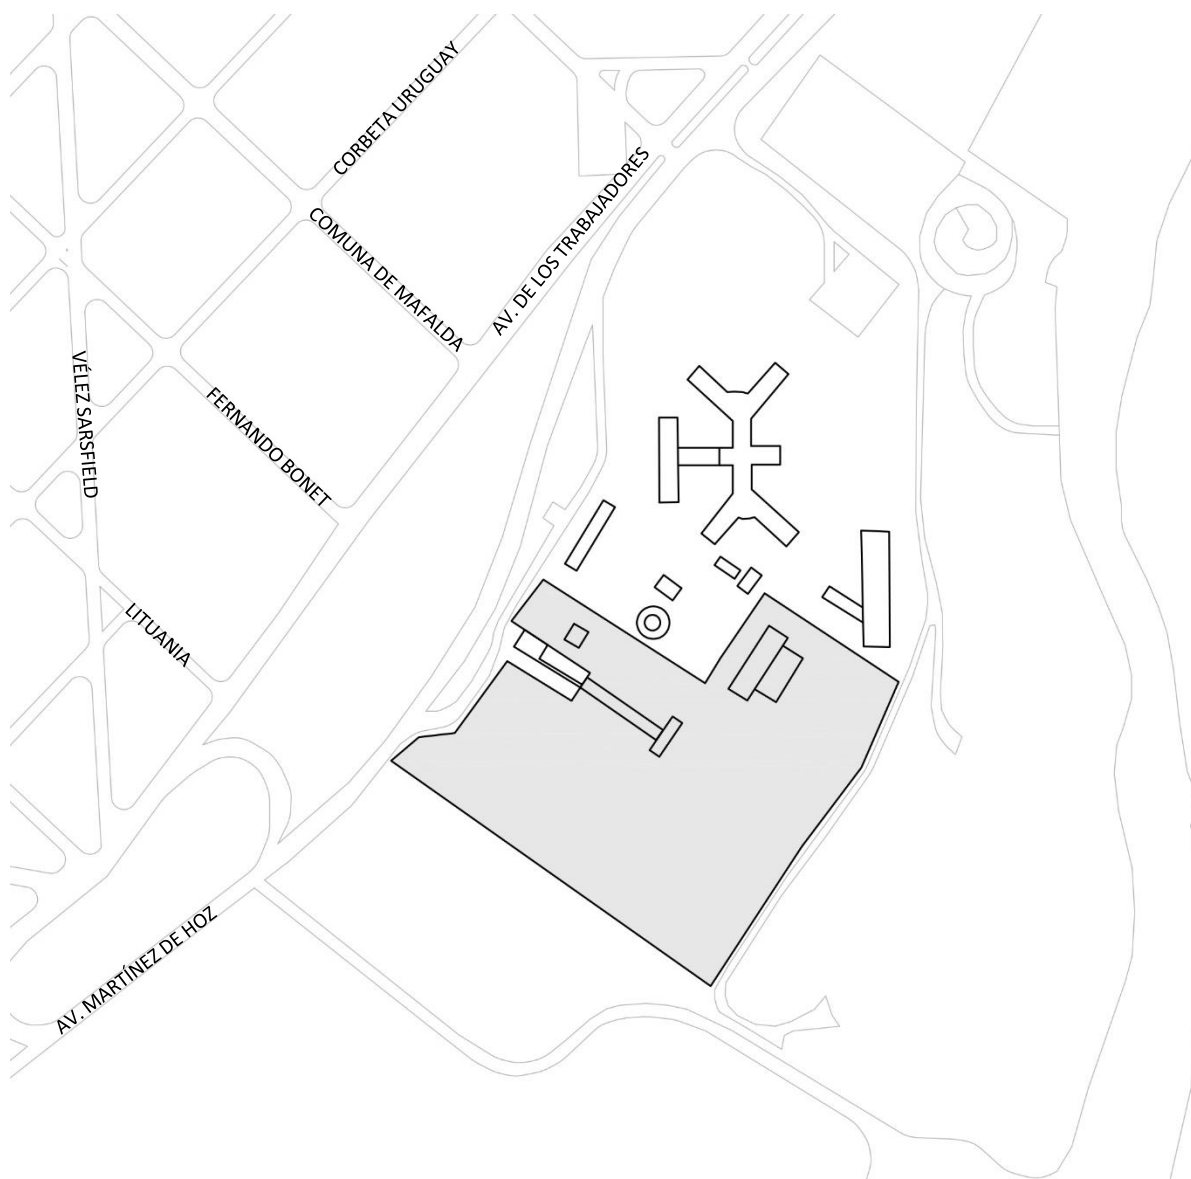 CORBETA URUGUAY
COMUNA DE MAFALDA
AV. DE LOS TRABAJADORES
VÉLEZ SARSFIELD
FERNANDO BONET
LITUANIA
AV. MARTÍNEZ DE HOZ